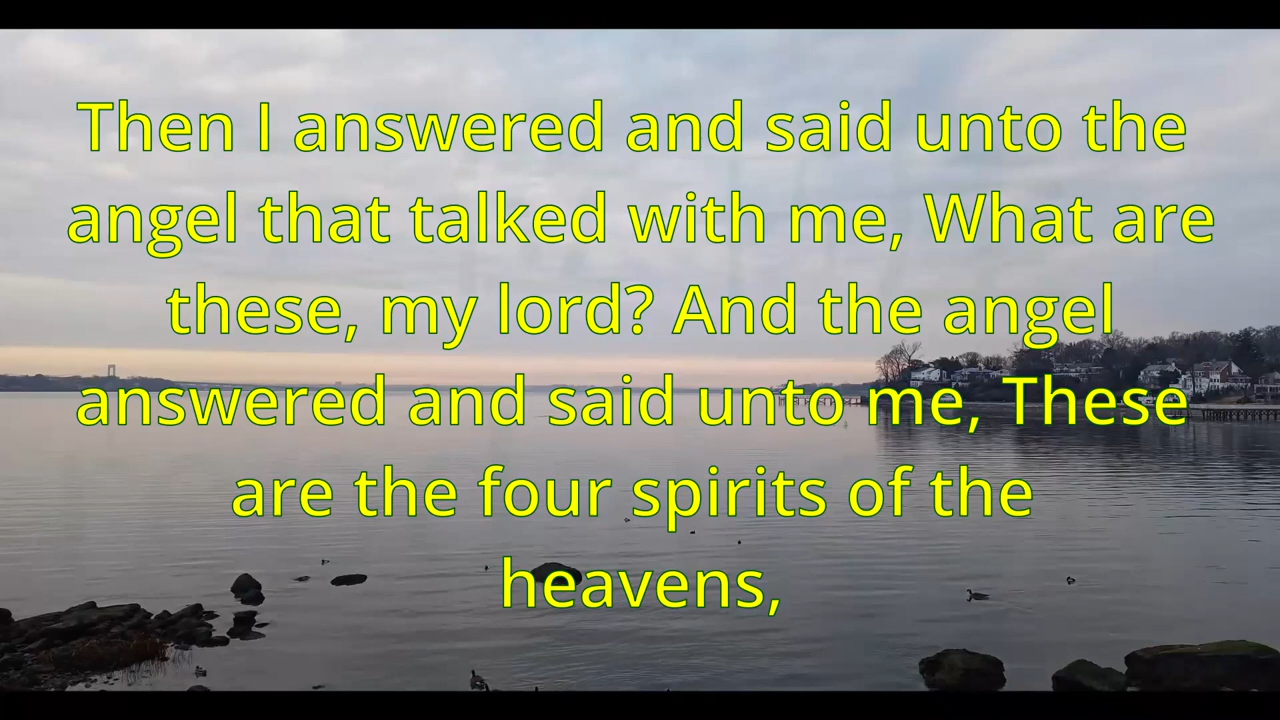 Then I answered and said unto the
angel that talked with me, What are
these, my lord? And the angel
answered and said unto me, These
are the four spirits of the
heavens,